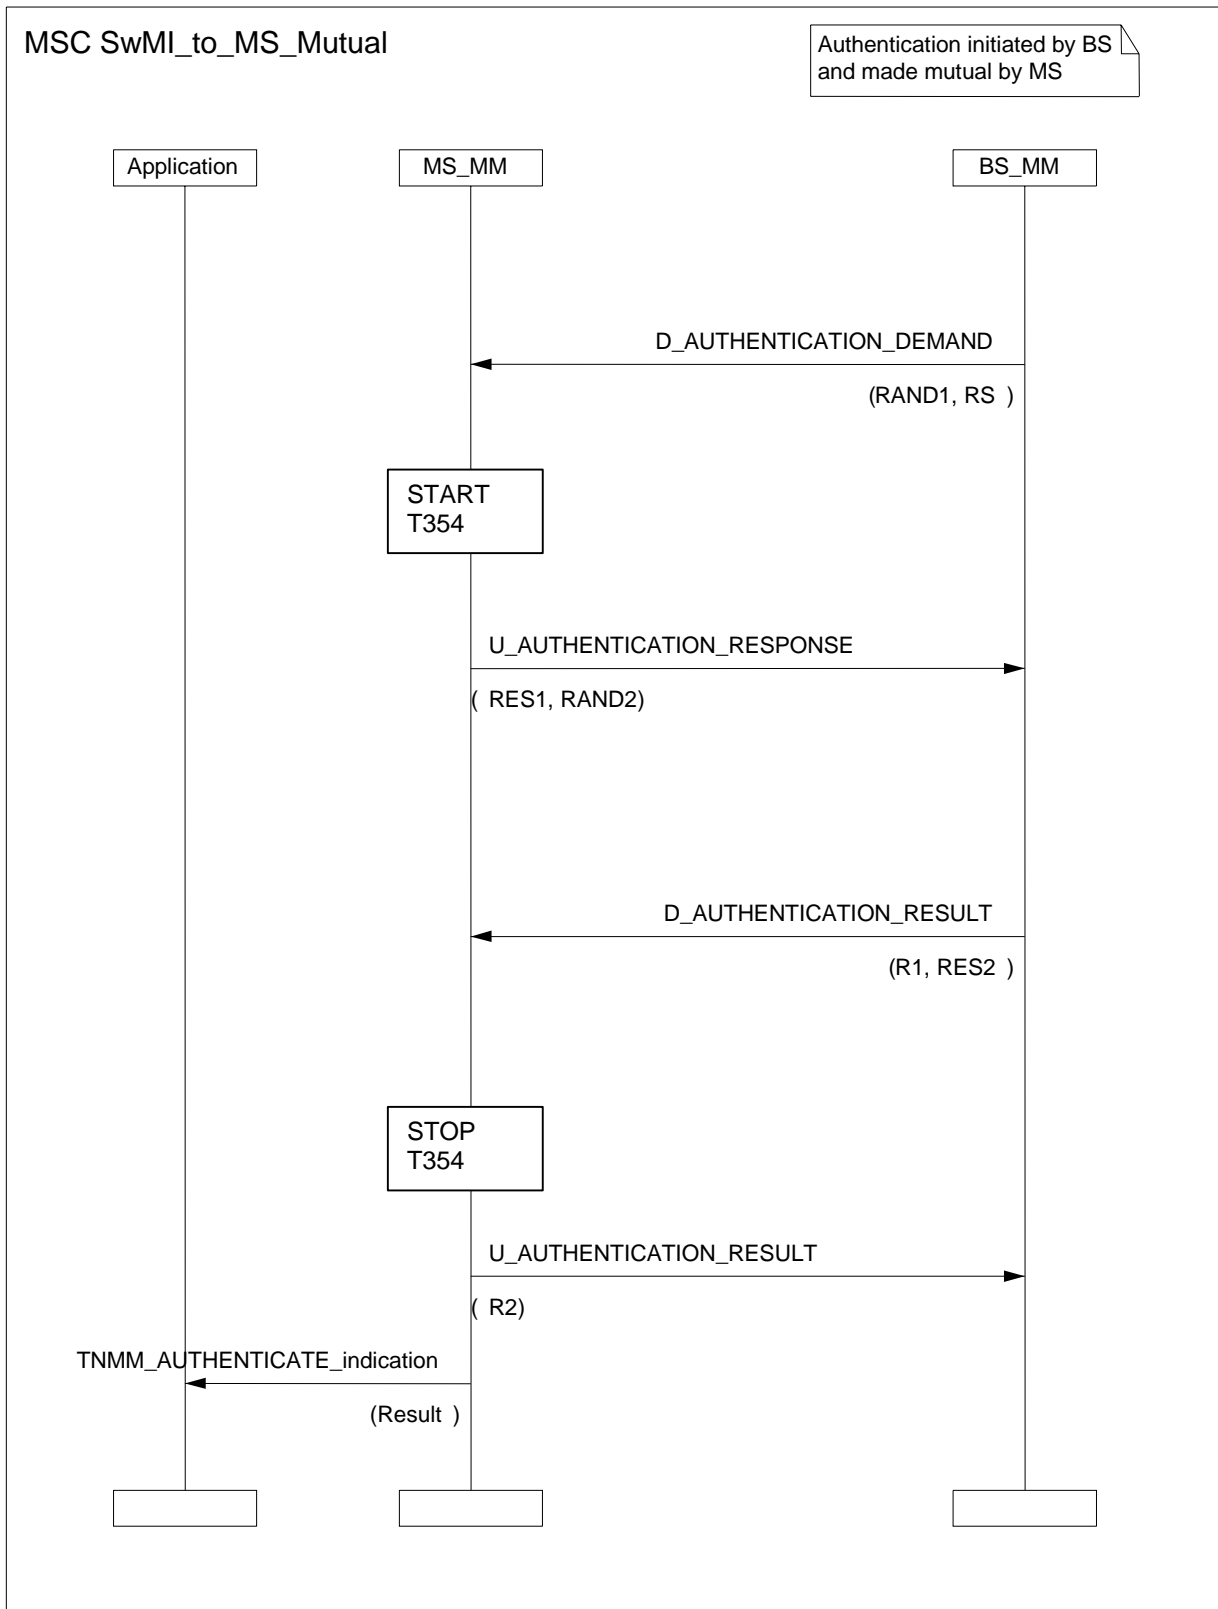 MSC SwMI_to_MS_Mutual
Authentication initiated by BS
and made mutual by MS
Application
MS_MM
BS_MM
D_AUTHENTICATION_DEMAND
(RAND1, RS )
START
T354
U_AUTHENTICATION_RESPONSE
( RES1, RAND2)
D_AUTHENTICATION_RESULT
(R1, RES2 )
STOP
T354
U_AUTHENTICATION_RESULT
( R2)
TNMM_AUTHENTICATE_indication
(Result )